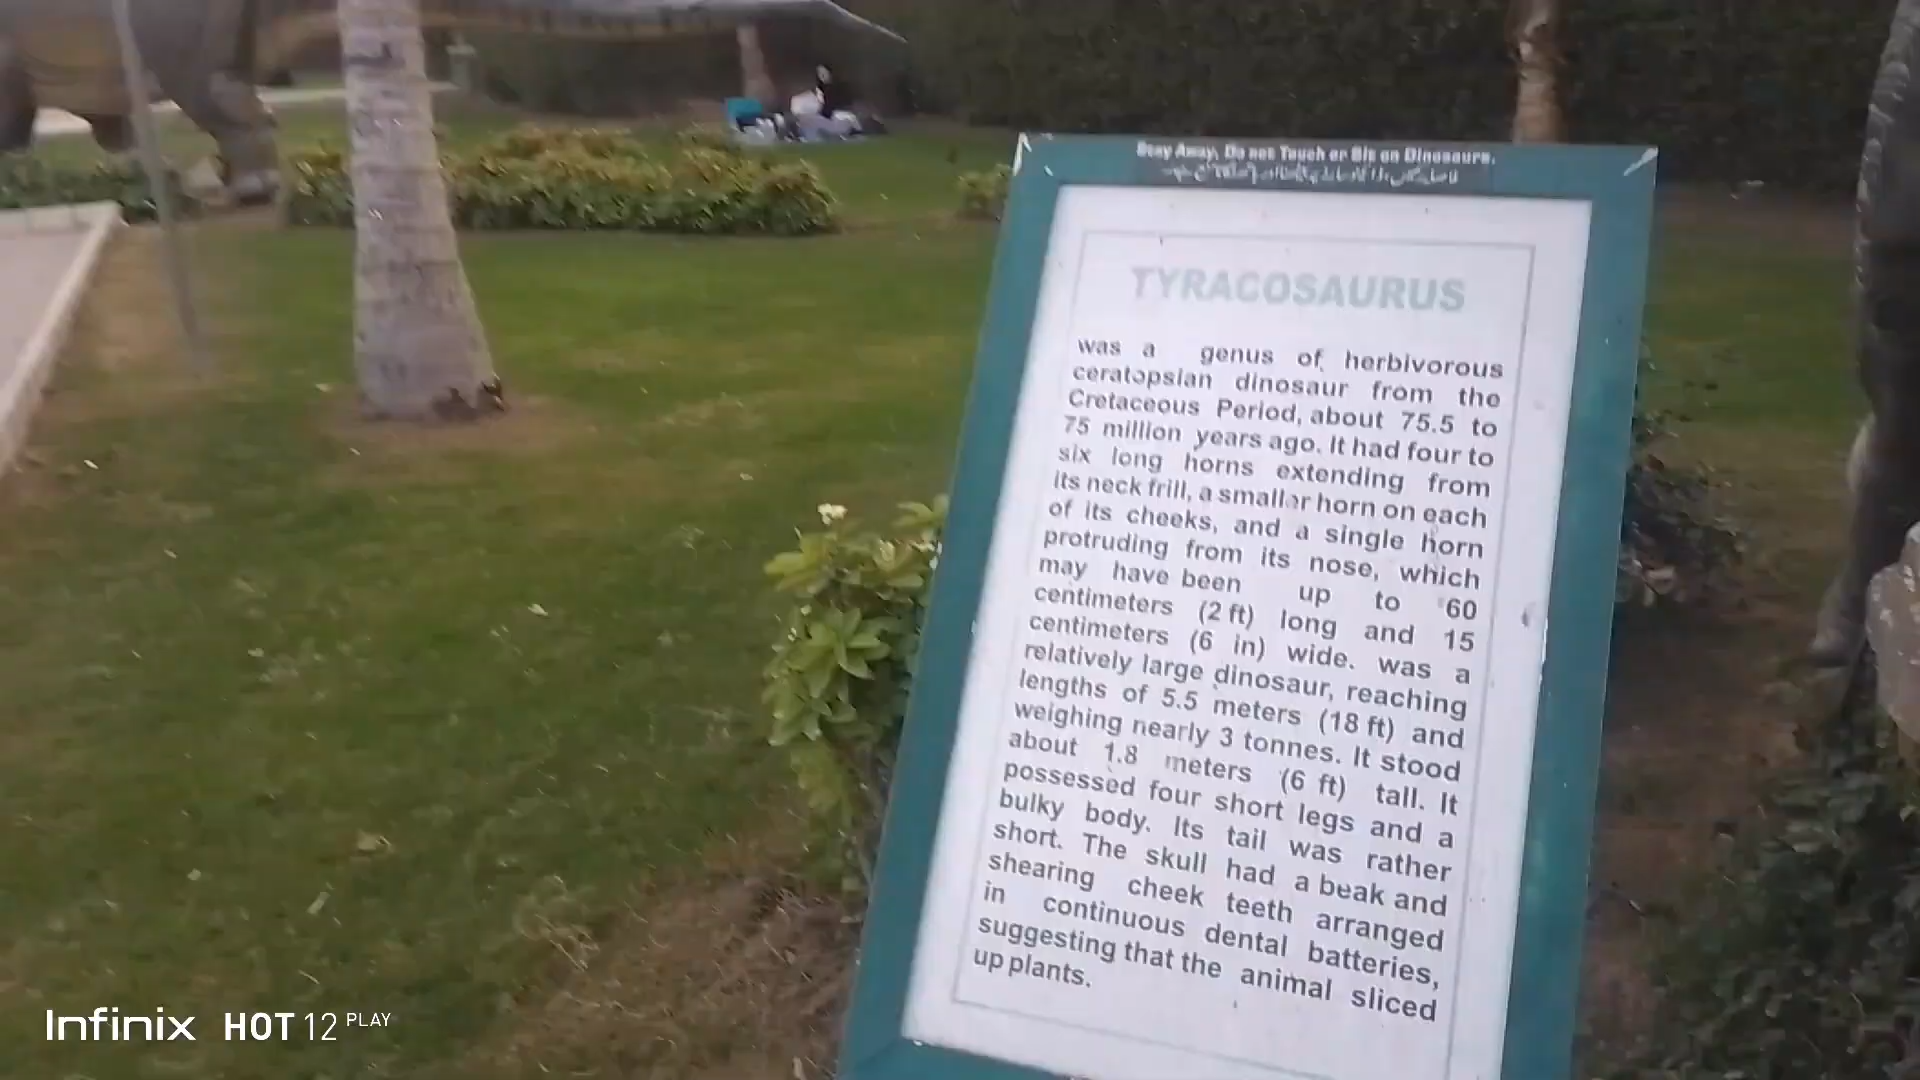 Stay Away, Do not Touch or Sit on Dinosaurs.
TYRACOSAURUS
was a genus of herbivorous
ceratopsian dinosaur from the
Cretaceous Period, about 75.5 to
75 million years ago. It had four to
six long horns extending from
its neck frill, a smaller horn on each
of its cheeks, and a single horn
protruding from its nose, which
may have been up to 60
centimeters (2 ft) long and 15
centimeters (6 in) wide. was a
relatively large dinosaur, reaching
lengths of 5.5 meters (18 ft) and
weighing nearly 3 tonnes. It stood
about 1.8 meters (6 ft) tall. It
possessed four short legs and a
bulky body. Its tail was rather
short. The skull had a beak and
shearing cheek teeth arranged
in continuous dental batteries,
suggesting that the animal sliced
up plants.
Infinix HOT 12 PLAY